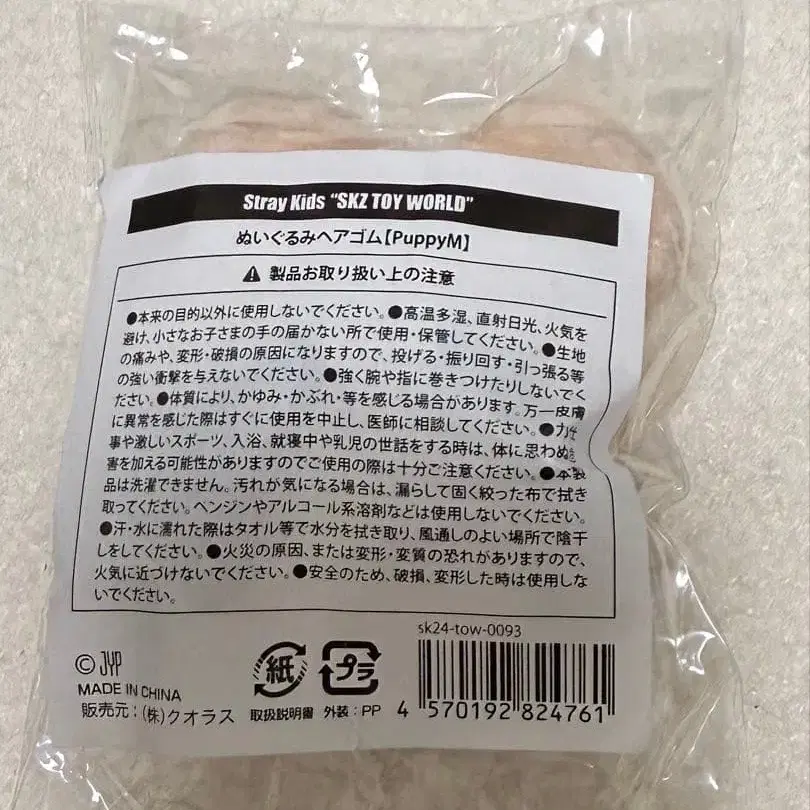 Stray Kids “SKZ TOY WORLD”
ぬいぐるみヘアゴム【PuppyM】
⚠ 製品お取り扱い上の注意
●本来の目的以外に使用しないでください。●高温多湿、直射日光、火気を
避け、小さなお子さまの手の届かない所で使用・保管してください。●生地
の痛みや、変形・破損の原因になりますので、投げる・振り回す・引っ張る等
の強い衝撃を与えないでください。●強く腕や指に巻きつけたりしないでく
ださい。●体質により、かゆみ・かぶれ・等を感じる場合があります。万一皮膚
に異常を感じた際はすぐに使用を中止し、医師に相談してください。●力仕
事や激しいスポーツ、入浴、就寝中や乳児の世話をする時は、体に思わぬ
害を加える可能性がありますのでご使用の際は十分ご注意ください。●本製
品は洗濯できません。汚れが気になる場合は、濡らして固く絞った布で拭き
取ってください。ベンジンやアルコール系溶剤などは使用しないでください。
●汗・水に濡れた際はタオル等で水分を拭き取り、風通しのよい場所で陰干
しをしてください。●火災の原因、または変形・変質の恐れがありますので、
火気に近づけないでください。●安全のため、破損、変形した時は使用しな
いでください。
sk24-tow-0093
© JYP
MADE IN CHINA
販売元：（株）クオラス
紙
取扱説明書
プラ
外装：PP
4 570192 824761